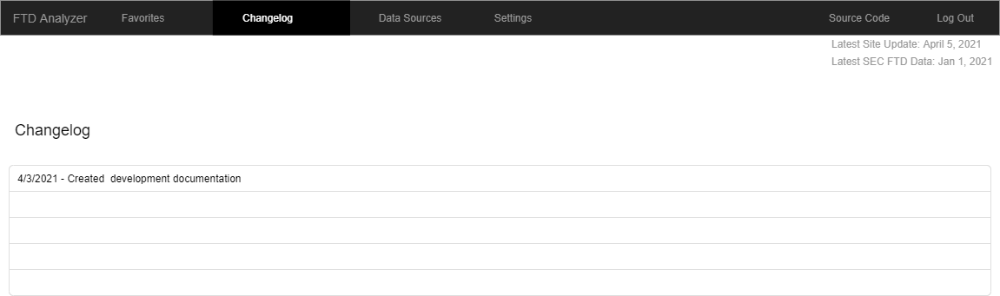 FTD Analyzer Favorites Changelog Data Sources Settings Source Code Log Out
Latest Site Update: April 5, 2021
Latest SEC FTD Data: Jan 1, 2021
Changelog
4/3/2021 - Created  development documentation